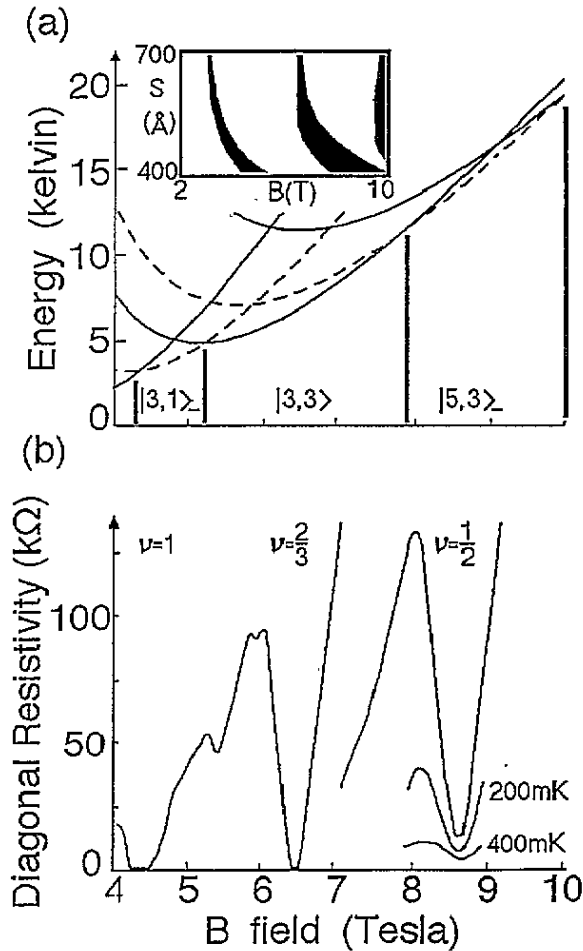 (a)
700
S
(Å)
400
2
B(T)
10
Energy (kelvin)
20
15
10
5
0
|3,1⟩_
|3,3⟩
|5,3⟩_
(b)
Diagonal Resistivity (kΩ)
ν=1
ν=2/3
ν=1/2
100
50
0
200mK
400mK
4
5
6
7
8
9
10
B field (Tesla)